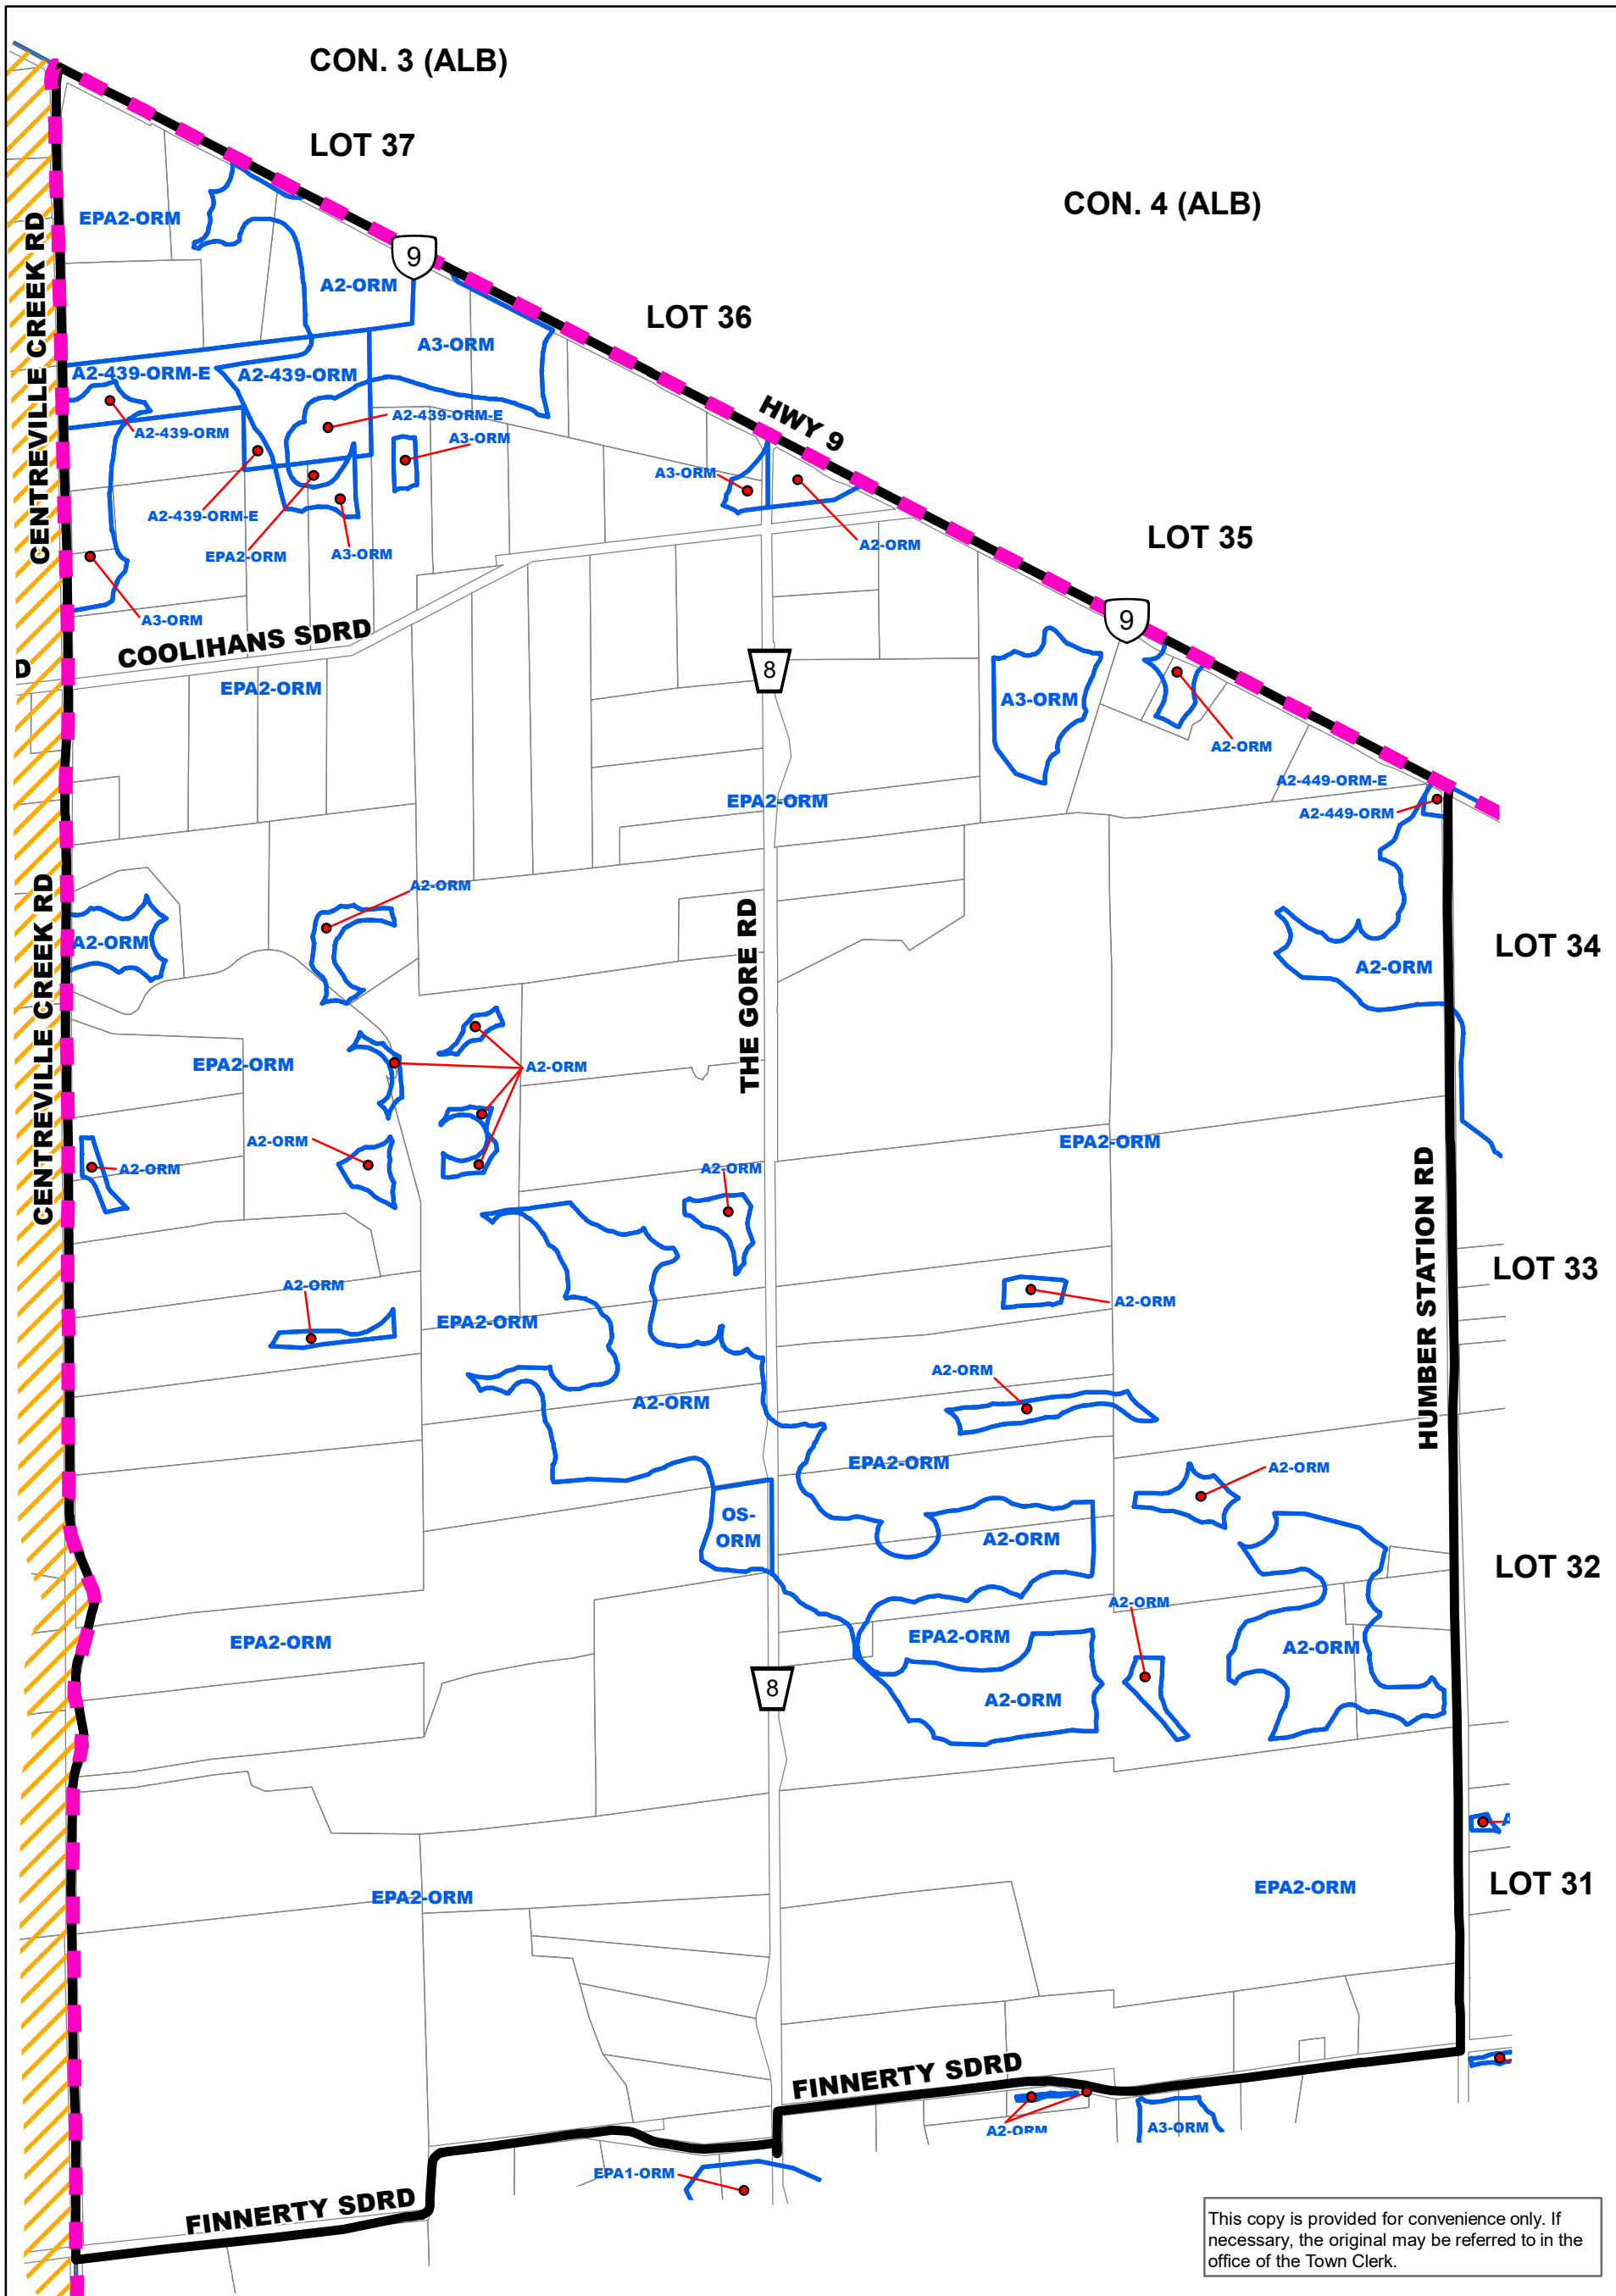 CON. 3 (ALB)
LOT 37
CON. 4 (ALB)
EPA2-ORM
9
A2-ORM
LOT 36
A3-ORM
CENTREVILLE CREEK RD
A2-439-ORM-E
A2-439-ORM
A2-439-ORM-E
A2-439-ORM
A3-ORM
HWY 9
A3-ORM
A2-439-ORM-E
EPA2-ORM
A3-ORM
A2-ORM
LOT 35
A3-ORM
9
COOLIHANS SDRD
D
8
EPA2-ORM
A3-ORM
A2-ORM
A2-449-ORM-E
EPA2-ORM
A2-449-ORM
A2-ORM
CENTREVILLE CREEK RD
A2-ORM
THE GORE RD
LOT 34
A2-ORM
EPA2-ORM
A2-ORM
A2-ORM
EPA2-ORM
A2-ORM
A2-ORM
HUMBER STATION RD
LOT 33
A2-ORM
A2-ORM
EPA2-ORM
A2-ORM
A2-ORM
EPA2-ORM
A2-ORM
OS-
ORM
A2-ORM
LOT 32
A2-ORM
EPA2-ORM
EPA2-ORM
A2-ORM
8
A2-ORM
A
LOT 31
EPA2-ORM
EPA2-ORM
FINNERTY SDRD
A2-ORM
A3-ORM
EPA1-ORM
FINNERTY SDRD
This copy is provided for convenience only. If
necessary, the original may be referred to in the
office of the Town Clerk.